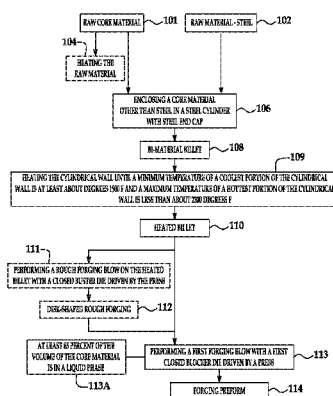 RAW CORE MATERIAL
101
RAW MATERIAL - STEEL
102
104
HEATING THE
RAW MATERIAL
ENCLOSING A CORE MATERIAL
OTHER THAN STEEL IN A STEEL CYLINDER
WITH STEEL END CAP
106
BI-MATERIAL BILLET
108
109
HEATING THE CYLINDRICAL WALL UNTIL A MINIMUM TEMPERATURE OF A COOLEST PORTION OF THE CYLINDRICAL
WALL IS AT LEAST ABOUT DEGREES 1900 F AND A MAXIMUM TEMPERATURE OF A HOTTEST PORTION OF THE CYLINDRICAL
WALL IS LESS THAN ABOUT 2300 DEGREES F
HEATED BILLET
110
111
PERFORMING A ROUGH FORGING BLOW ON THE HEATED
BILLET WITH A CLOSED BUSTER DIE DRIVEN BY THE PRESS
DISK-SHAPED ROUGH FORGING
112
AT LEAST 85 PERCENT OF THE
VOLUME OF THE CORE MATERIAL
IS IN A LIQUID PHASE
113A
PERFORMING A FIRST FORGING BLOW WITH A FIRST
CLOSED BLOCKER DIE DRIVEN BY A PRESS
113
FORGING PREFORM
114